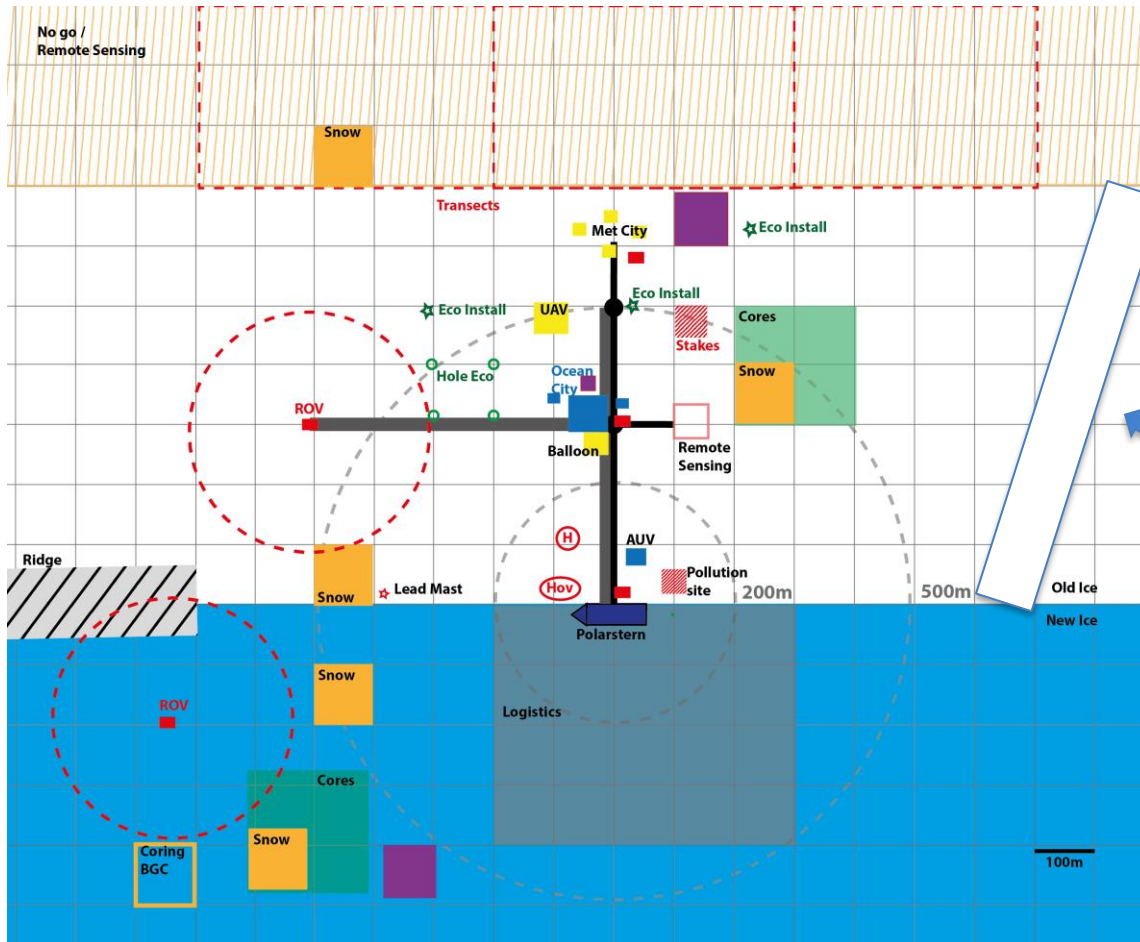 No go /
Remote Sensing
Snow
Transects
Met City
Eco Install
Eco Install
Eco Install
UAV
Cores
Stakes
Hole Eco
Ocean
City
Snow
ROV
Balloon
Remote
Sensing
H
AUV
Ridge
Pollution
site
Hov
Lead Mast
200m
500m
Old Ice
Snow
New Ice
Polarstern
Snow
ROV
Logistics
Cores
Snow
Coring
BGC
100m